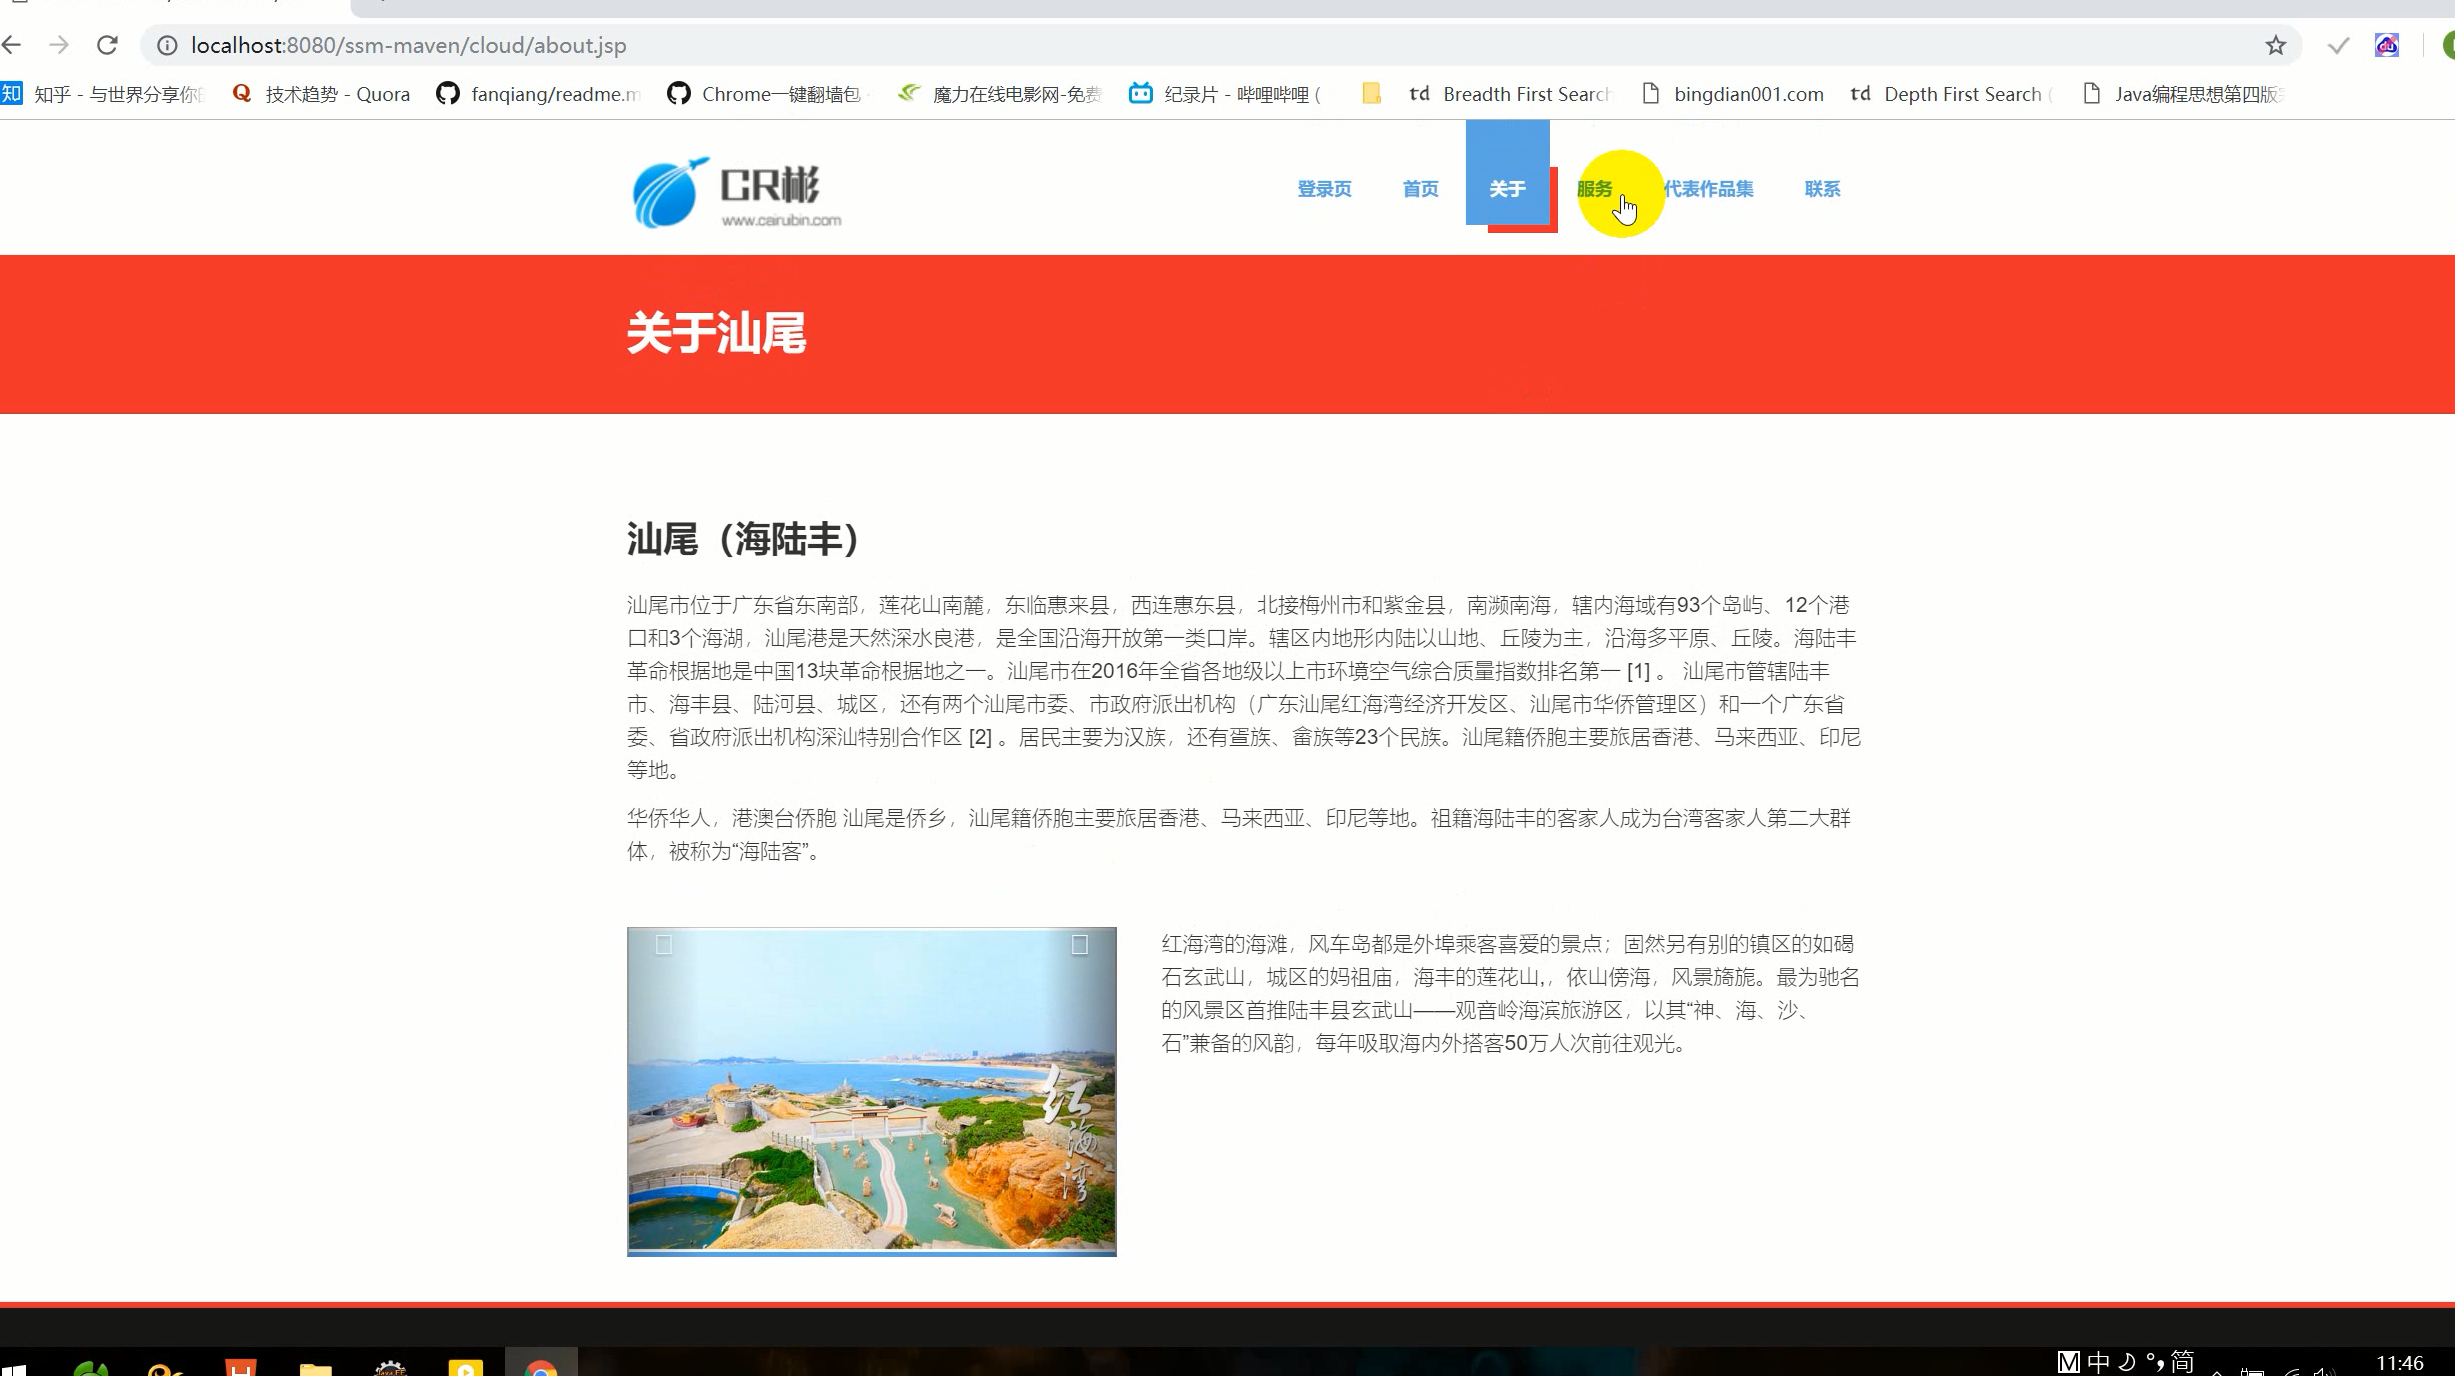 localhost:8080/ssm-maven/cloud/about.jsp
知 知乎 - 与世界分享你 技术趋势 - Quora fanqiang/readme.m Chrome一键翻墙包 魔力在线电影网-免费 纪录片 - 哔哩哔哩 ( td Breadth First Search bingdian001.com td Depth First Search ( Java编程思想第四版
CR彬
www.cairubin.com
登录页 首页 关于 服务 代表作品集 联系
关于汕尾
汕尾（海陆丰）
汕尾市位于广东省东南部，莲花山南麓，东临惠来县，西连惠东县，北接梅州市和紫金县，南濒南海，辖内海域有93个岛屿、12个港
口和3个海湖，汕尾港是天然深水良港，是全国沿海开放第一类口岸。辖区内地形内陆以山地、丘陵为主，沿海多平原、丘陵。海陆丰
革命根据地是中国13块革命根据地之一。汕尾市在2016年全省各地级以上市环境空气综合质量指数排名第一 [1] 。 汕尾市管辖陆丰
市、海丰县、陆河县、城区，还有两个汕尾市委、市政府派出机构（广东汕尾红海湾经济开发区、汕尾市华侨管理区）和一个广东省
委、省政府派出机构深汕特别合作区 [2] 。居民主要为汉族，还有疍族、畲族等23个民族。汕尾籍侨胞主要旅居香港、马来西亚、印尼
等地。
华侨华人，港澳台侨胞 汕尾是侨乡，汕尾籍侨胞主要旅居香港、马来西亚、印尼等地。祖籍海陆丰的客家人成为台湾客家人第二大群
体，被称为“海陆客”。
红海湾的海滩，风车岛都是外埠乘客喜爱的景点；固然另有别的镇区的如碣
石玄武山，城区的妈祖庙，海丰的莲花山,，依山傍海，风景旖旎。最为驰名
的风景区首推陆丰县玄武山——观音岭海滨旅游区，以其“神、海、沙、
石”兼备的风韵，每年吸取海内外搭客50万人次前往观光。
红海湾
M 中 简
11:46